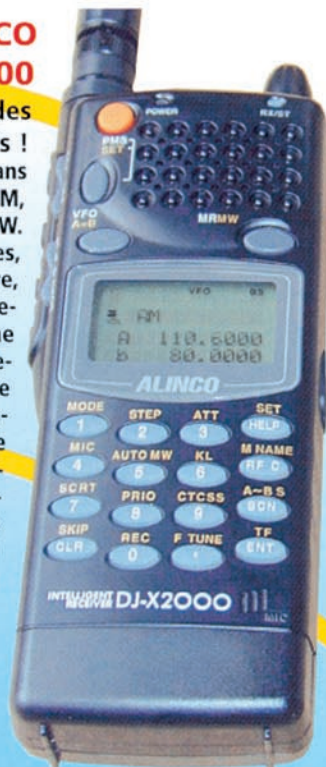 CO
00
des
s !
ans
M,
W.
es,
re,
e-
ne
e-
e
-
e
-
-
POWER RX/ST
PMS
SET
VFO
A↔B MRMW
VFO BS
AM
A 110.6000
b 80.0000
ALINCO
MODE STEP ATT SET
1 2 3 HELP
MIC AUTO MW KL M NAME
4 5 6 RF C
SCRT PRIO CTCSS A~B S
7 8 9 SCN
SKIP REC F TUNE TF
CLR 0 . ENT
INTELLIGENT
RECEIVER DJ-X2000
MIC